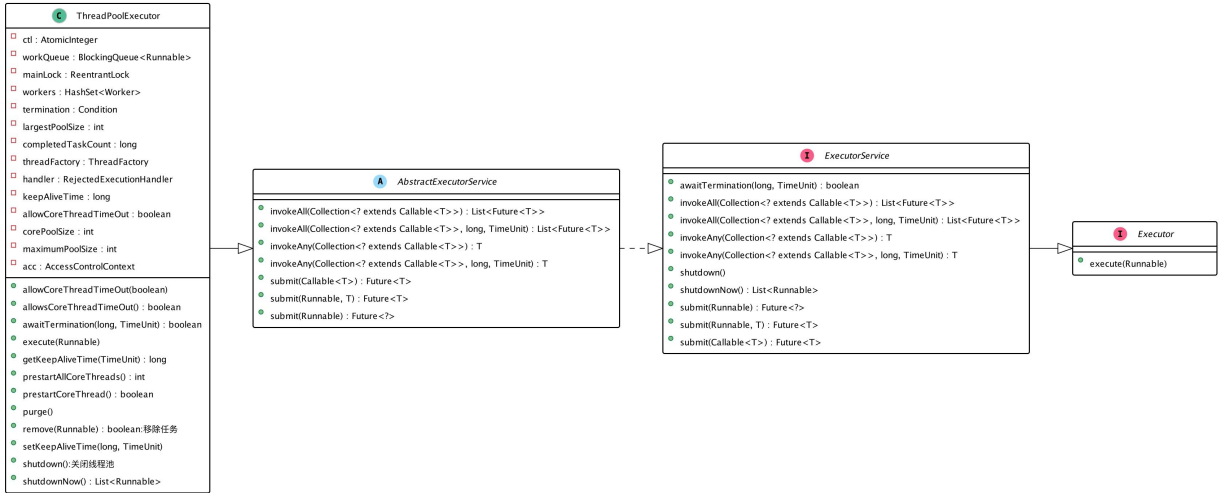 C ThreadPoolExecutor
ctl : AtomicInteger
workQueue : BlockingQueue<Runnable>
mainLock : ReentrantLock
workers : HashSet<Worker>
termination : Condition
largestPoolSize : int
completedTaskCount : long
threadFactory : ThreadFactory
handler : RejectedExecutionHandler
keepAliveTime : long
allowCoreThreadTimeOut : boolean
corePoolSize : int
maximumPoolSize : int
acc : AccessControlContext
allowCoreThreadTimeOut(boolean)
allowsCoreThreadTimeOut() : boolean
awaitTermination(long, TimeUnit) : boolean
execute(Runnable)
getKeepAliveTime(TimeUnit) : long
prestartAllCoreThreads() : int
prestartCoreThread() : boolean
purge()
remove(Runnable) : boolean:移除任务
setKeepAliveTime(long, TimeUnit)
shutdown():关闭线程池
shutdownNow() : List<Runnable>
A AbstractExecutorService
invokeAll(Collection<? extends Callable<T>>) : List<Future<T>>
invokeAll(Collection<? extends Callable<T>>, long, TimeUnit) : List<Future<T>>
invokeAny(Collection<? extends Callable<T>>) : T
invokeAny(Collection<? extends Callable<T>>, long, TimeUnit) : T
submit(Callable<T>) : Future<T>
submit(Runnable, T) : Future<T>
submit(Runnable) : Future<?>
I ExecutorService
awaitTermination(long, TimeUnit) : boolean
invokeAll(Collection<? extends Callable<T>>) : List<Future<T>>
invokeAll(Collection<? extends Callable<T>>, long, TimeUnit) : List<Future<T>>
invokeAny(Collection<? extends Callable<T>>) : T
invokeAny(Collection<? extends Callable<T>>, long, TimeUnit) : T
shutdown()
shutdownNow() : List<Runnable>
submit(Runnable) : Future<?>
submit(Runnable, T) : Future<T>
submit(Callable<T>) : Future<T>
I Executor
execute(Runnable)